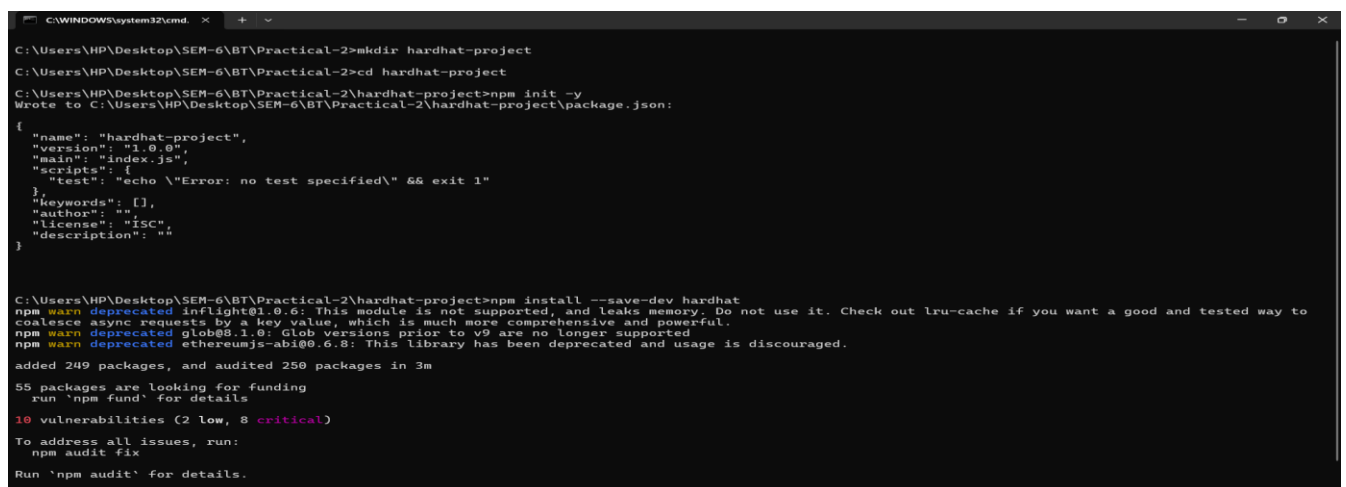 C:\WINDOWS\system32\cmd.
C:\Users\HP\Desktop\SEM-6\BT\Practical-2>mkdir hardhat-project
C:\Users\HP\Desktop\SEM-6\BT\Practical-2>cd hardhat-project
C:\Users\HP\Desktop\SEM-6\BT\Practical-2\hardhat-project>npm init -y
Wrote to C:\Users\HP\Desktop\SEM-6\BT\Practical-2\hardhat-project\package.json:
{
  "name": "hardhat-project",
  "version": "1.0.0",
  "main": "index.js",
  "scripts": {
    "test": "echo \"Error: no test specified\" && exit 1"
  },
  "keywords": [],
  "author": "",
  "license": "ISC",
  "description": ""
}
C:\Users\HP\Desktop\SEM-6\BT\Practical-2\hardhat-project>npm install --save-dev hardhat
npm warn deprecated inflight@1.0.6: This module is not supported, and leaks memory. Do not use it. Check out lru-cache if you want a good and tested way to
coalesce async requests by a key value, which is much more comprehensive and powerful.
npm warn deprecated glob@8.1.0: Glob versions prior to v9 are no longer supported
npm warn deprecated ethereumjs-abi@0.6.8: This library has been deprecated and usage is discouraged.
added 249 packages, and audited 250 packages in 3m
55 packages are looking for funding
  run `npm fund` for details
10 vulnerabilities (2 low, 8 critical)
To address all issues, run:
  npm audit fix
Run `npm audit` for details.